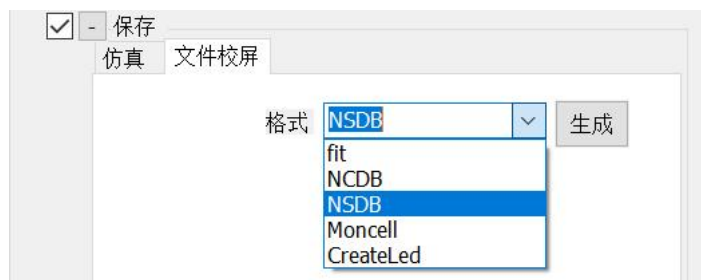 - 保存
仿真 文件校屏
格式 NSDB 生成
fit
NCDB
NSDB
Moncell
CreateLed